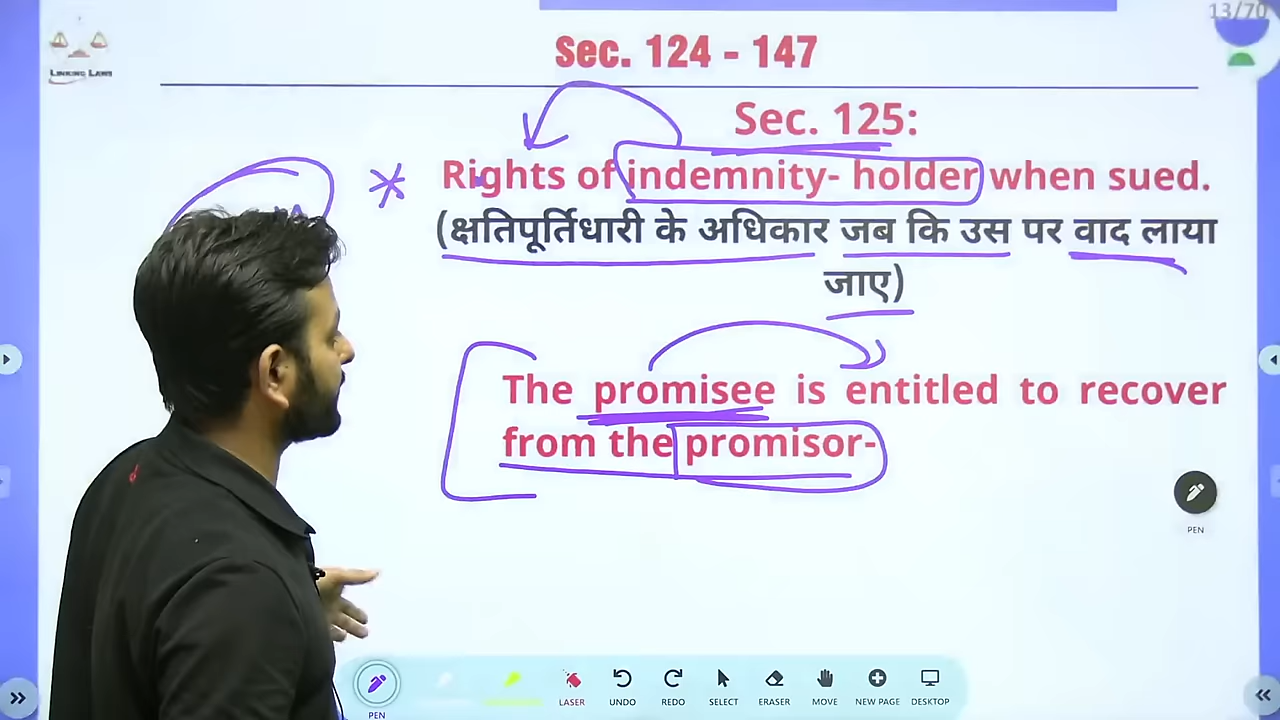 13/70
LINKING LAWS
Sec. 124 - 147
Sec. 125:
Rights of indemnity- holder when sued.
(क्षतिपूर्तिधारी के अधिकार जब कि उस पर वाद लाया
जाए)
The promisee is entitled to recover
from the promisor-
PEN
PEN
LASER
UNDO
REDO
SELECT
ERASER
MOVE
NEW PAGE
DESKTOP